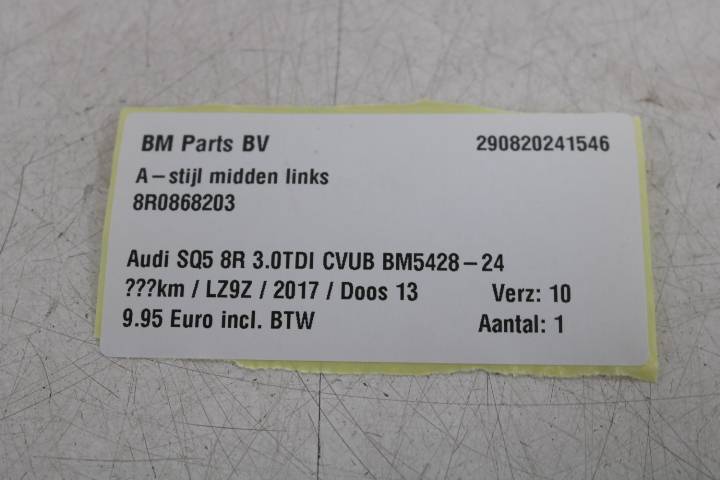 BM Parts BV 290820241546
A-stijl midden links
8R0868203
Audi SQ5 8R 3.0TDI CVUB BM5428-24
???km / LZ9Z / 2017 / Doos 13 Verz: 10
9.95 Euro incl. BTW Aantal: 1